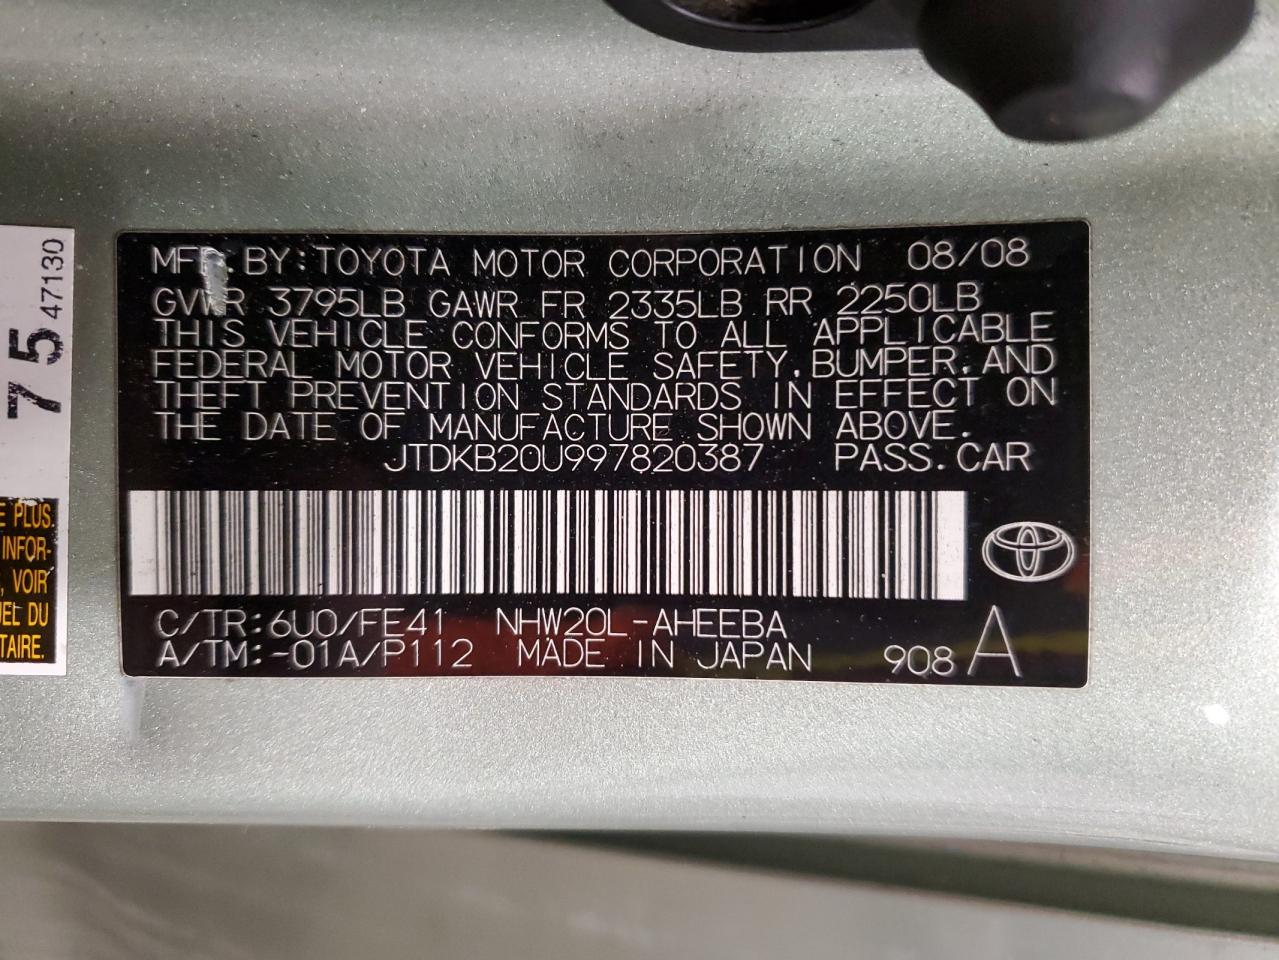 MFD BY:TOYOTA MOTOR CORPORATION 08/08
GVWR 3795LB GAWR FR 2335LB RR 2250LB
THIS VEHICLE CONFORMS TO ALL APPLICABLE
FEDERAL MOTOR VEHICLE SAFETY, BUMPER, AND
THEFT PREVENTION STANDARDS IN EFFECT ON
THE DATE OF MANUFACTURE SHOWN ABOVE.
JTDKB20U997820387 PASS.CAR
C/TR:6U0/FE41 NHW20L-AHEEBA
A/TM:-01A/P112 MADE IN JAPAN 908 A
75 47130
PLUS.
INFOR-
, VOIR
DU
TAIRE.